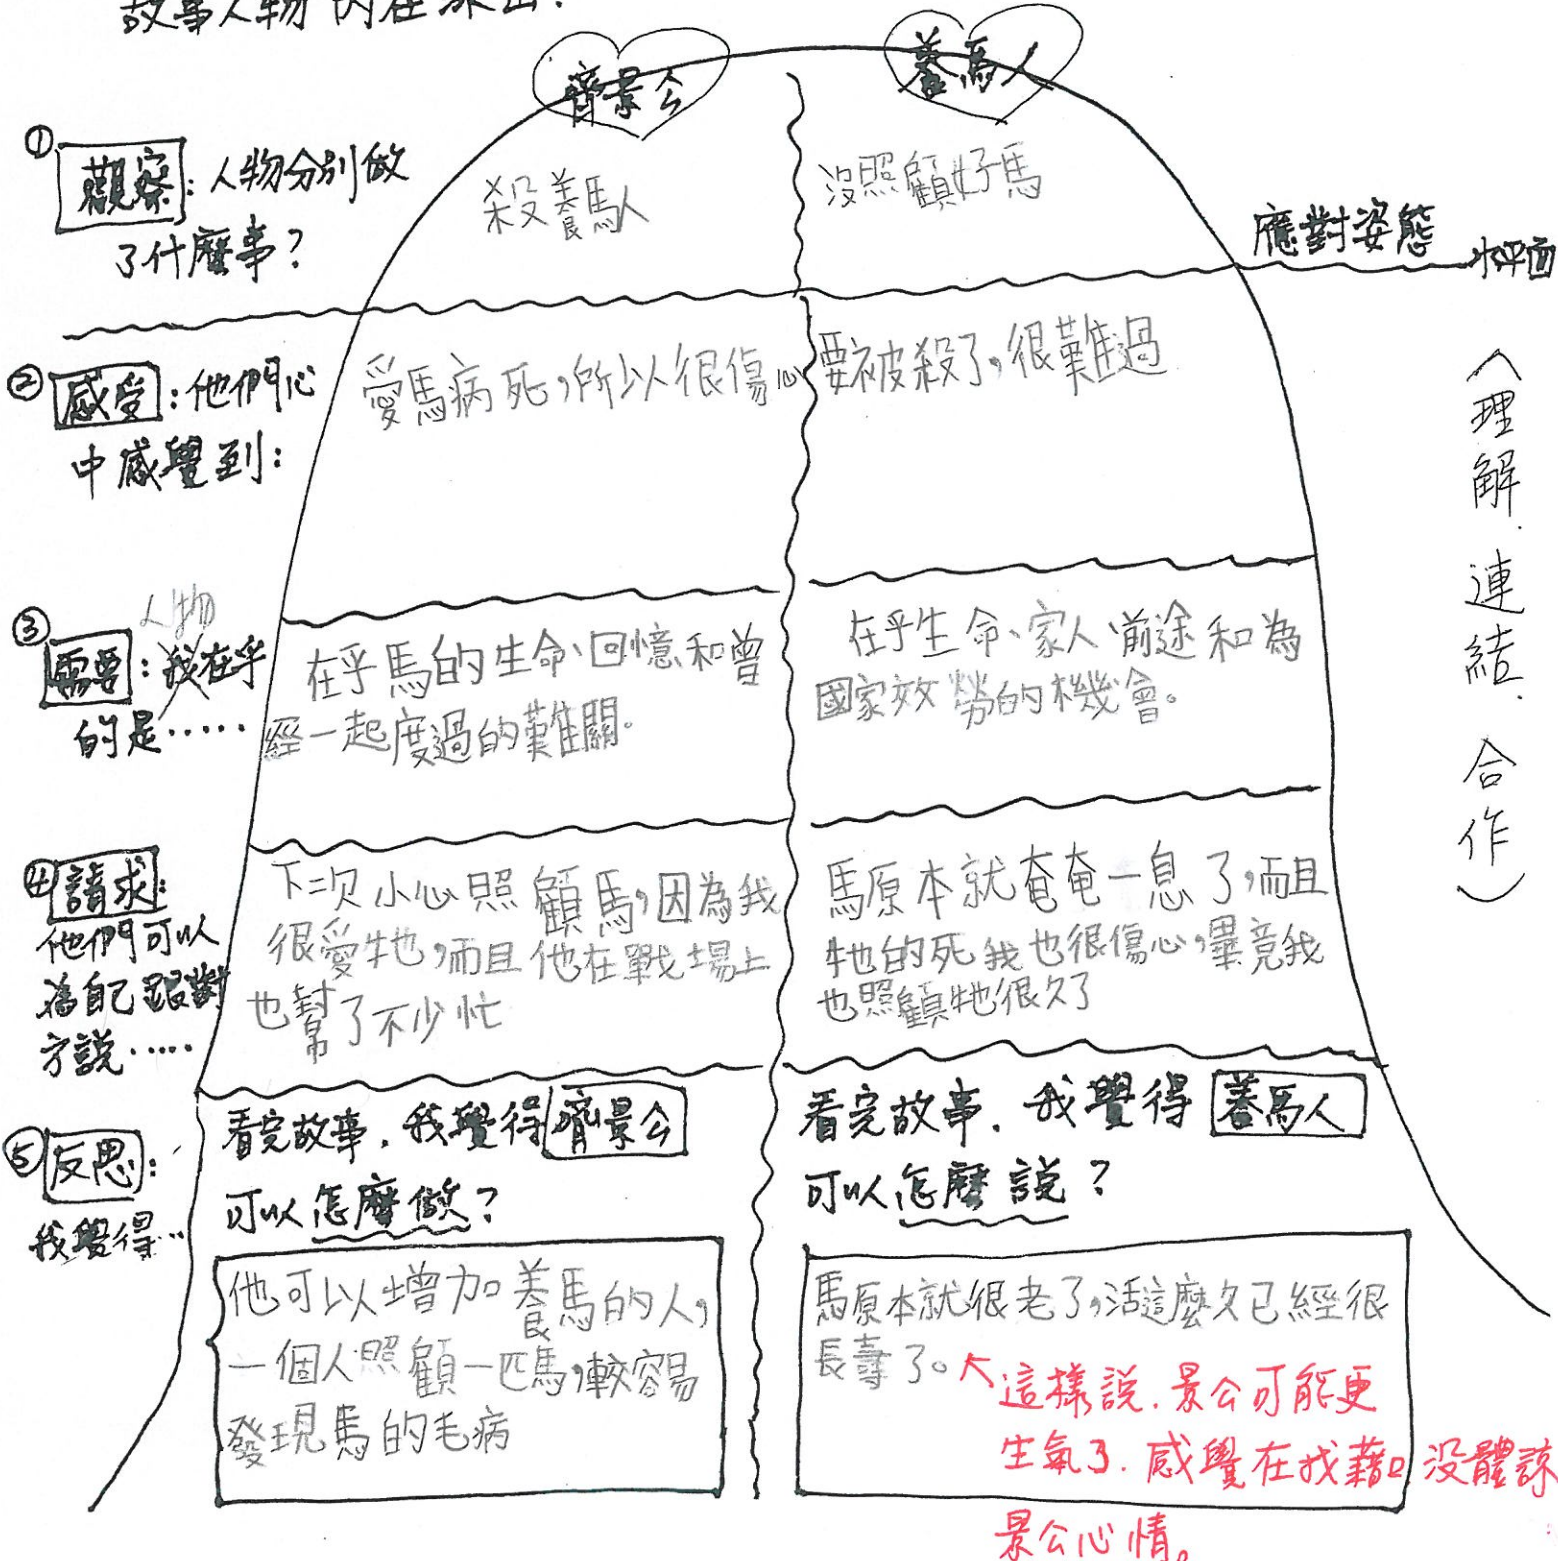 故事人物內在冰山：
齊景公
養馬人
①觀察：人物分別做
了什麼事？
殺養馬人
沒照顧好馬
應對姿態
水平面
②感受：他們心
中感覺到：
愛馬病死，所以很傷心
要被殺了，很難過
（理解．連結．合作）
③需要：我在乎
人物
的是……
在乎馬的生命、回憶和曾
經一起度過的難關。
在乎生命、家人、前途和為
國家效勞的機會。
④請求：
他們可以
為自己跟對
方說……
下次小心照顧馬，因為我
很愛牠，而且他在戰場上
也幫了不少忙
馬原本就奄奄一息了，而且
牠的死我也很傷心，畢竟我
也照顧牠很久了
⑤反思：
我覺得…
看完故事．我覺得齊景公
可以怎麼做？
他可以增加養馬的人，
一個人照顧一匹馬，較容易
發現馬的毛病
看完故事．我覺得養馬人
可以怎麼說？
馬原本就很老了，活這麼久已經很
長壽了。
這樣說．景公可能更
生氣了．感覺在找藉口 沒體諒
景公心情。